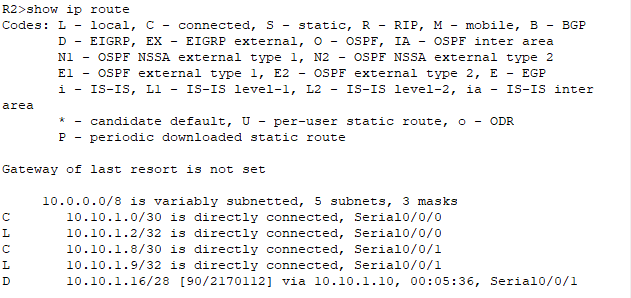 R2>show ip route
Codes: L - local, C - connected, S - static, R - RIP, M - mobile, B - BGP
D - EIGRP, EX - EIGRP external, O - OSPF, IA - OSPF inter area
N1 - OSPF NSSA external type 1, N2 - OSPF NSSA external type 2
E1 - OSPF external type 1, E2 - OSPF external type 2, E - EGP
i - IS-IS, L1 - IS-IS level-1, L2 - IS-IS level-2, ia - IS-IS inter
area
* - candidate default, U - per-user static route, o - ODR
P - periodic downloaded static route
Gateway of last resort is not set
10.0.0.0/8 is variably subnetted, 5 subnets, 3 masks
C 10.10.1.0/30 is directly connected, Serial0/0/0
L 10.10.1.2/32 is directly connected, Serial0/0/0
C 10.10.1.8/30 is directly connected, Serial0/0/1
L 10.10.1.9/32 is directly connected, Serial0/0/1
D 10.10.1.16/28 [90/2170112] via 10.10.1.10, 00:05:36, Serial0/0/1